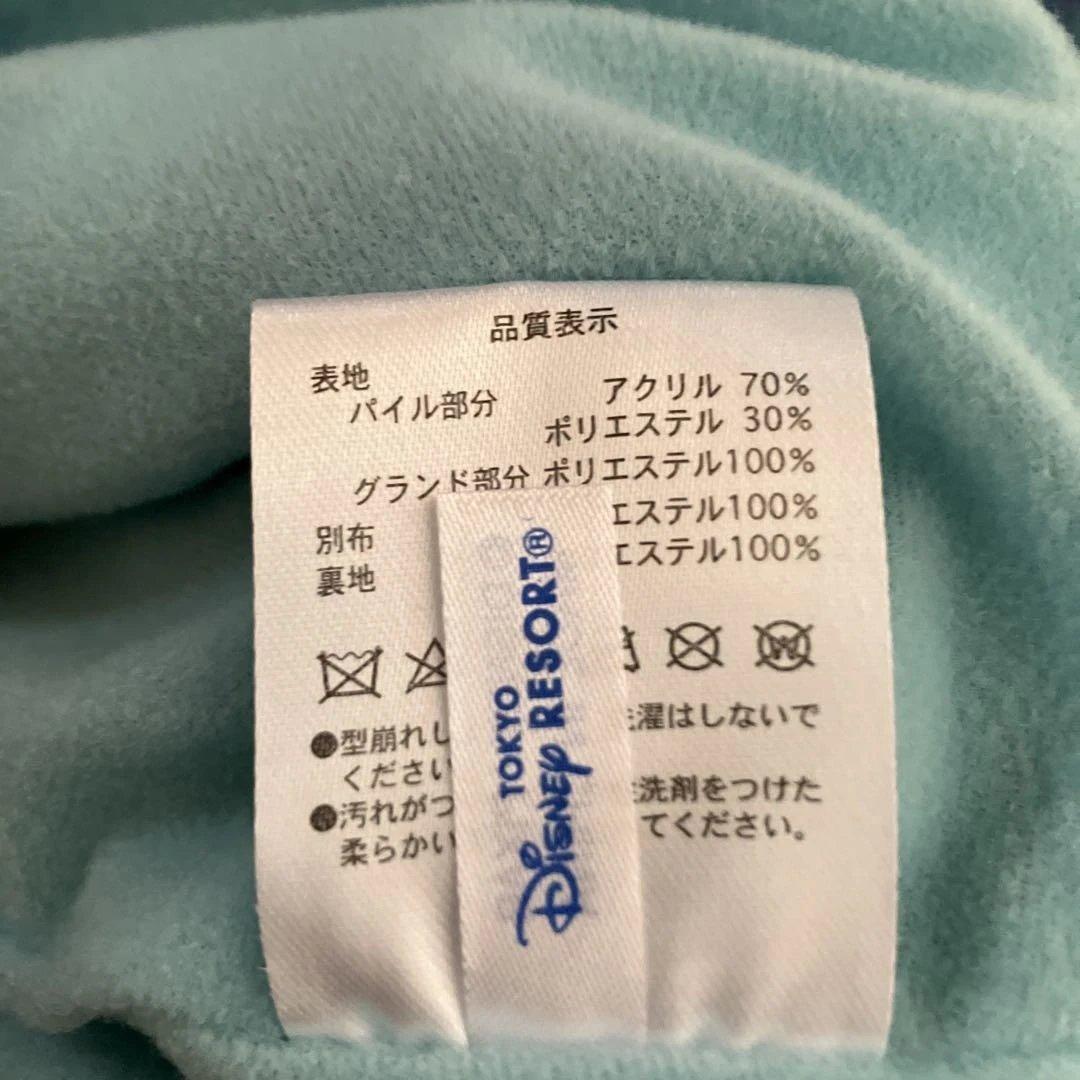 品質表示
表地
パイル部分 アクリル 70%
ポリエステル 30%
グランド部分 ポリエステル100%
別布 エステル100%
裏地 エステル100%
●型崩れし 濯はしないで
ください
●汚れがつ 洗剤をつけた
柔らかい てください。
TOKYO
Disney RESORT®